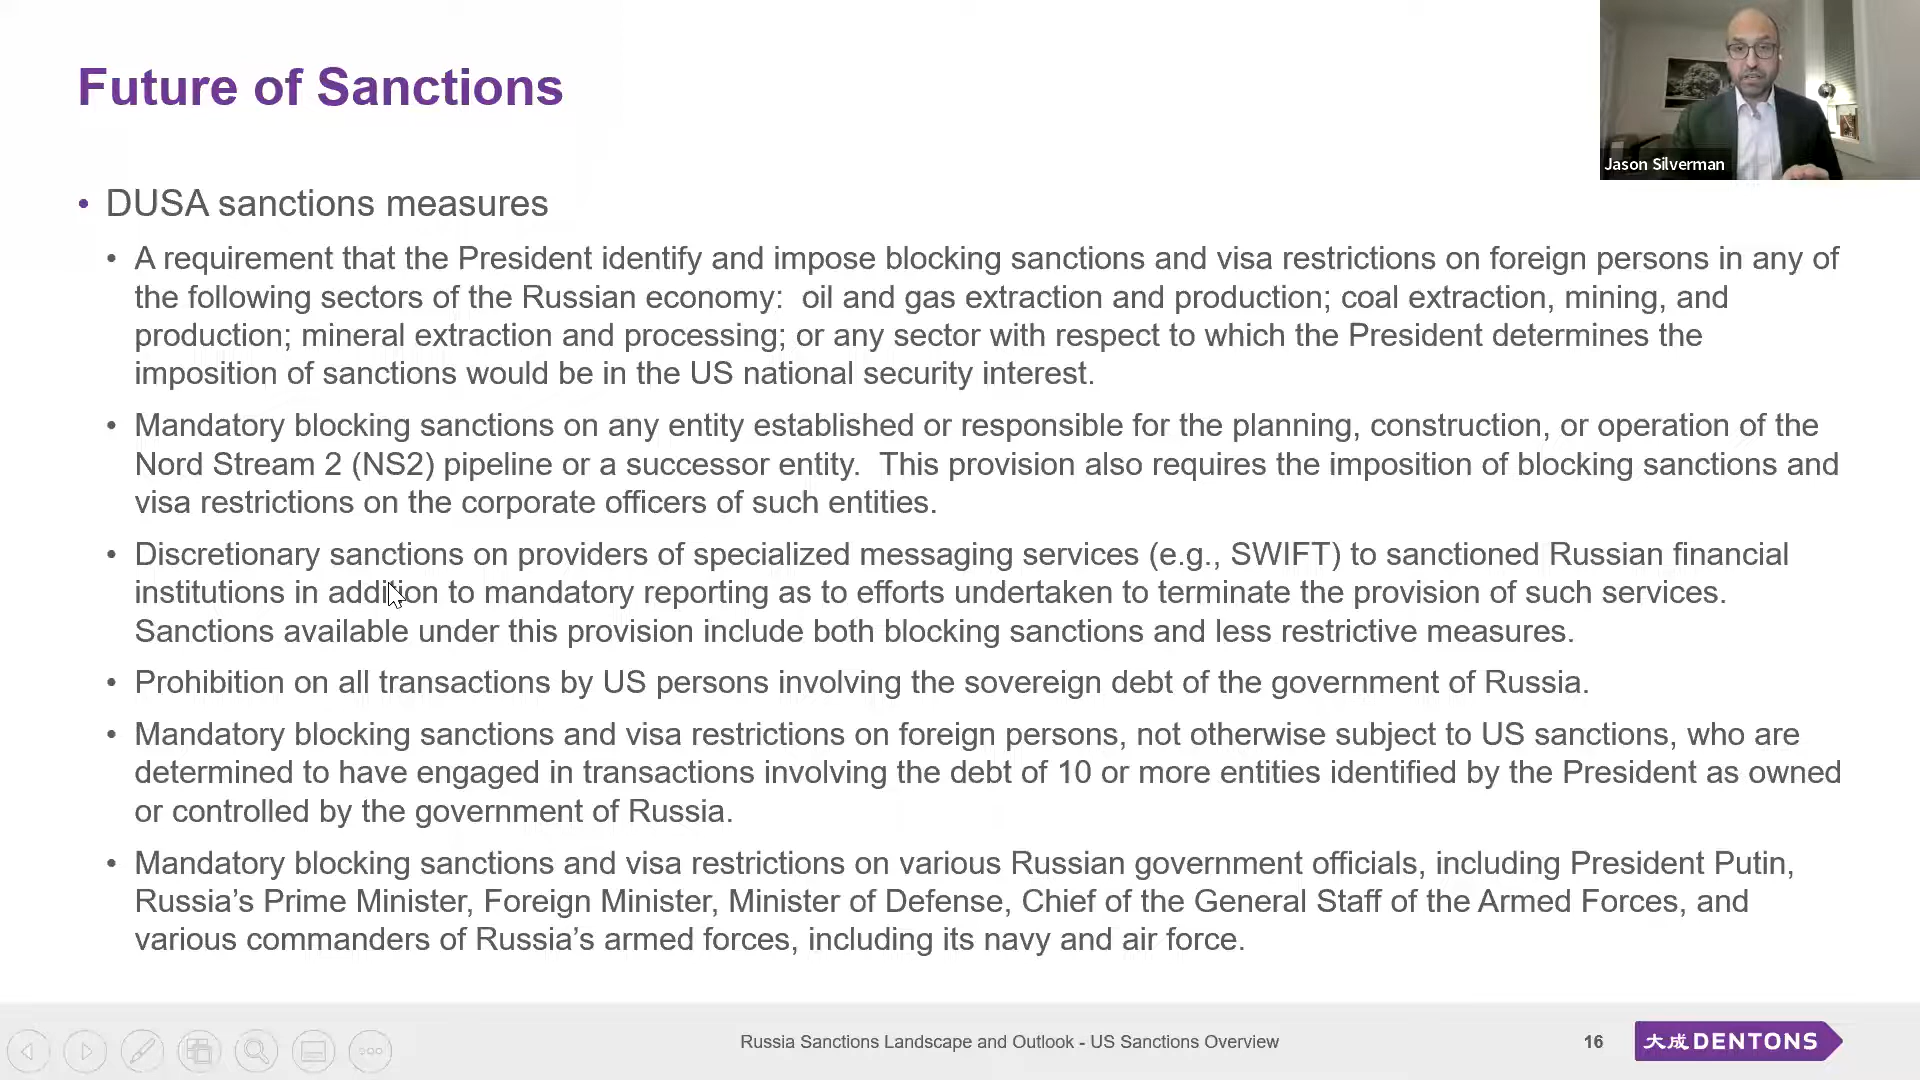 Future of Sanctions
Jason Silverman
• DUSA sanctions measures
• A requirement that the President identify and impose blocking sanctions and visa restrictions on foreign persons in any of
the following sectors of the Russian economy:  oil and gas extraction and production; coal extraction, mining, and
production; mineral extraction and processing; or any sector with respect to which the President determines the
imposition of sanctions would be in the US national security interest.
• Mandatory blocking sanctions on any entity established or responsible for the planning, construction, or operation of the
Nord Stream 2 (NS2) pipeline or a successor entity.  This provision also requires the imposition of blocking sanctions and
visa restrictions on the corporate officers of such entities.
• Discretionary sanctions on providers of specialized messaging services (e.g., SWIFT) to sanctioned Russian financial
institutions in addition to mandatory reporting as to efforts undertaken to terminate the provision of such services.
Sanctions available under this provision include both blocking sanctions and less restrictive measures.
• Prohibition on all transactions by US persons involving the sovereign debt of the government of Russia.
• Mandatory blocking sanctions and visa restrictions on foreign persons, not otherwise subject to US sanctions, who are
determined to have engaged in transactions involving the debt of 10 or more entities identified by the President as owned
or controlled by the government of Russia.
• Mandatory blocking sanctions and visa restrictions on various Russian government officials, including President Putin,
Russia’s Prime Minister, Foreign Minister, Minister of Defense, Chief of the General Staff of the Armed Forces, and
various commanders of Russia’s armed forces, including its navy and air force.
Russia Sanctions Landscape and Outlook - US Sanctions Overview
16
大成DENTONS